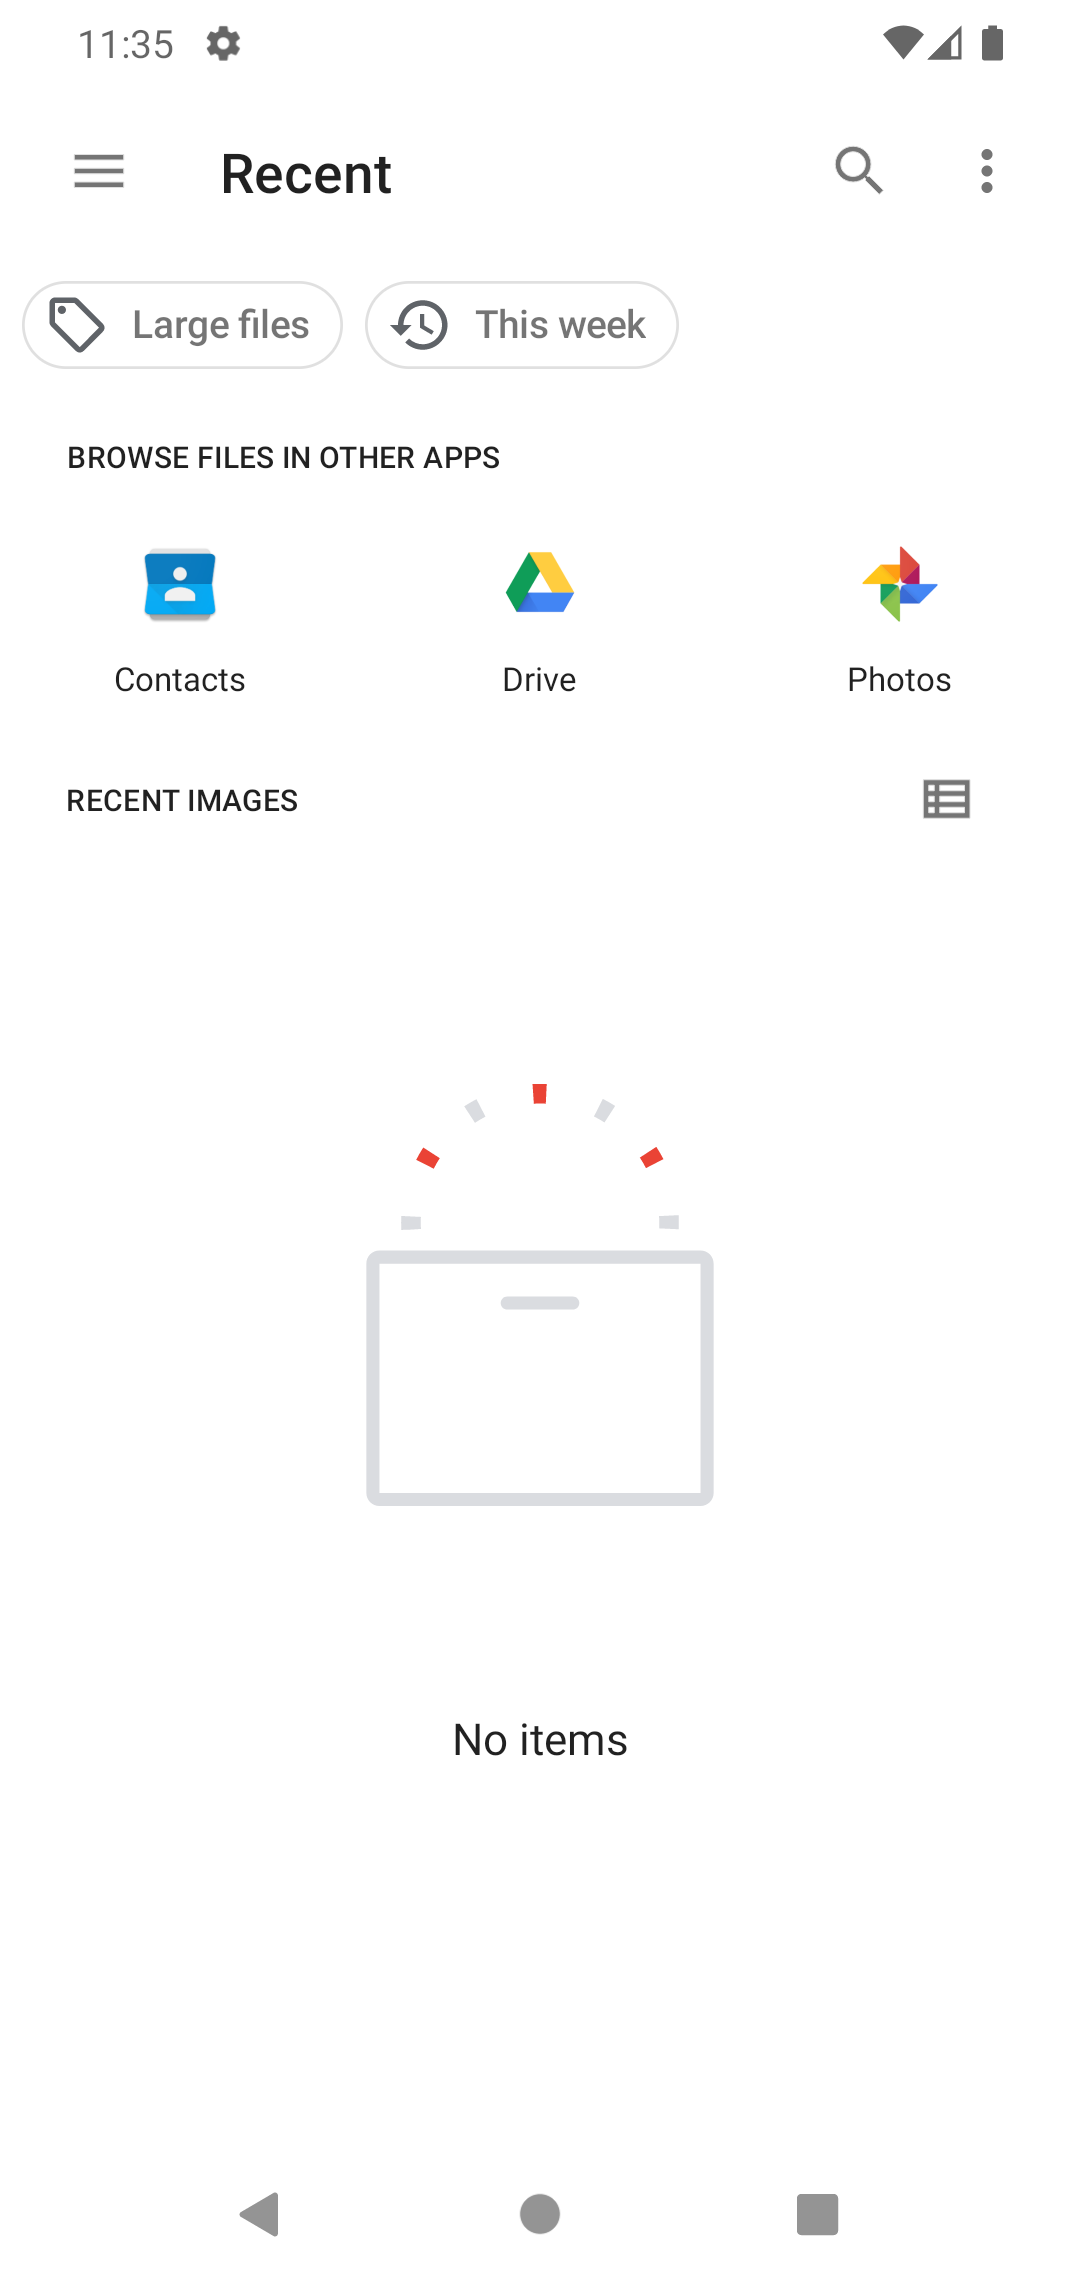 11:35
Recent
Large files
This week
BROWSE FILES IN OTHER APPS
Contacts
Drive
Photos
RECENT IMAGES
No items